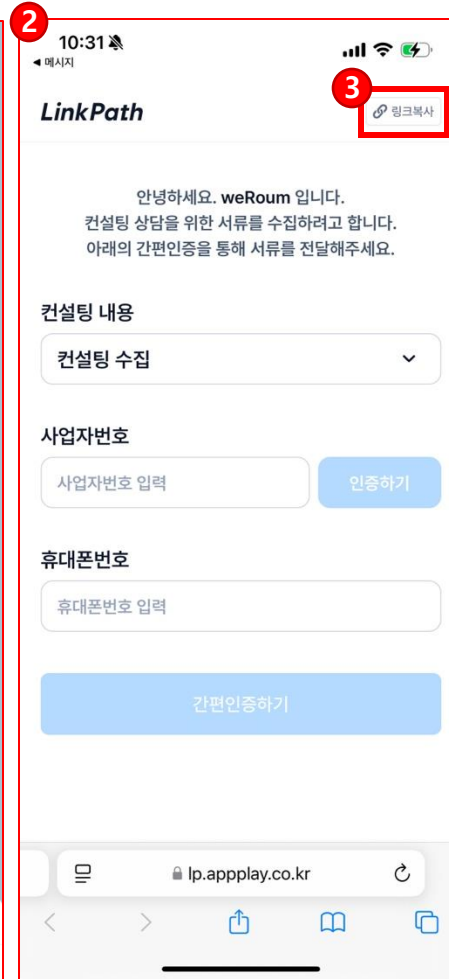 2
10:31
◀ 메시지
3
LinkPath
링크복사
안녕하세요. weRoum 입니다.
컨설팅 상담을 위한 서류를 수집하려고 합니다.
아래의 간편인증을 통해 서류를 전달해주세요.
컨설팅 내용
컨설팅 수집
사업자번호
사업자번호 입력
인증하기
휴대폰번호
휴대폰번호 입력
간편인증하기
lp.appplay.co.kr